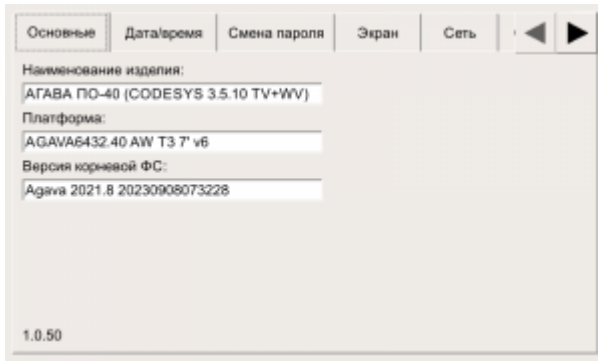 Основные Дата/время Смена пароля Экран Сеть
Наименование изделия:
АГАВА ПО-40 (CODESYS 3.5.10 TV+WV)
Платформа:
AGAVA6432.40 AW T3 7' v6
Версия корневой ФС:
Agava 2021.8 20230908073228
1.0.50